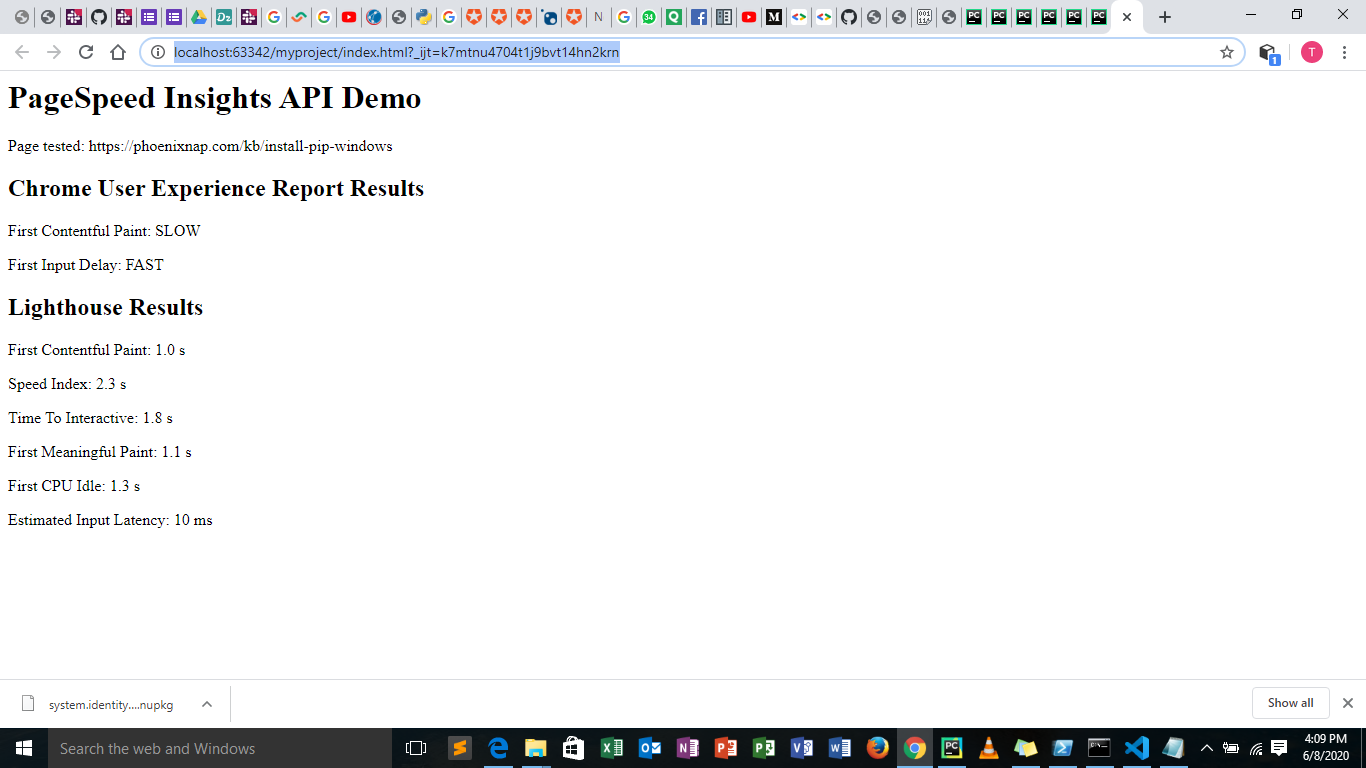 localhost:63342/myproject/index.html?_ijt=k7mtnu4704t1j9bvt14hn2krn
1
T
PageSpeed Insights API Demo
Page tested: https://phoenixnap.com/kb/install-pip-windows
Chrome User Experience Report Results
First Contentful Paint: SLOW
First Input Delay: FAST
Lighthouse Results
First Contentful Paint: 1.0 s
Speed Index: 2.3 s
Time To Interactive: 1.8 s
First Meaningful Paint: 1.1 s
First CPU Idle: 1.3 s
Estimated Input Latency: 10 ms
system.identity....nupkg
Show all
Search the web and Windows
4:09 PM
6/8/2020